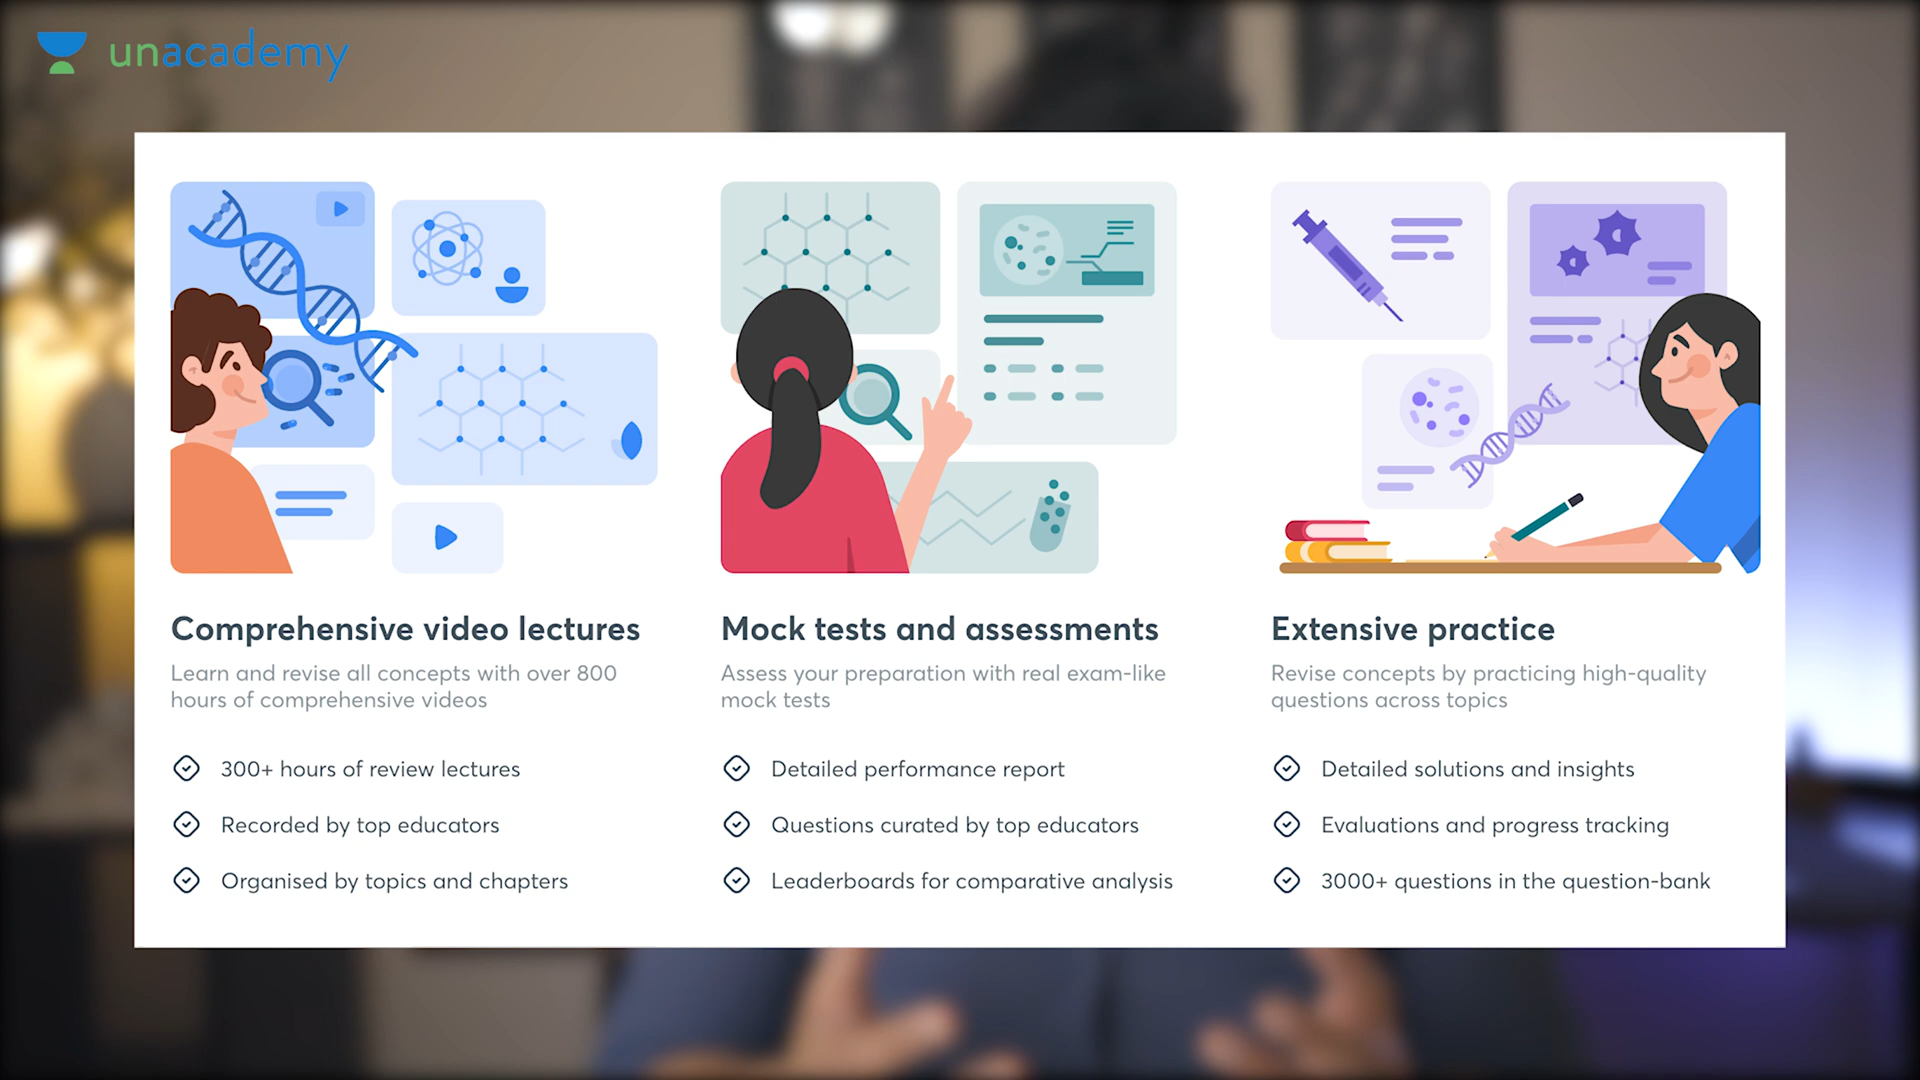 unacademy
Comprehensive video lectures
Learn and revise all concepts with over 800
hours of comprehensive videos
300+ hours of review lectures
Recorded by top educators
Organised by topics and chapters
Mock tests and assessments
Assess your preparation with real exam-like
mock tests
Detailed performance report
Questions curated by top educators
Leaderboards for comparative analysis
Extensive practice
Revise concepts by practicing high-quality
questions across topics
Detailed solutions and insights
Evaluations and progress tracking
3000+ questions in the question-bank